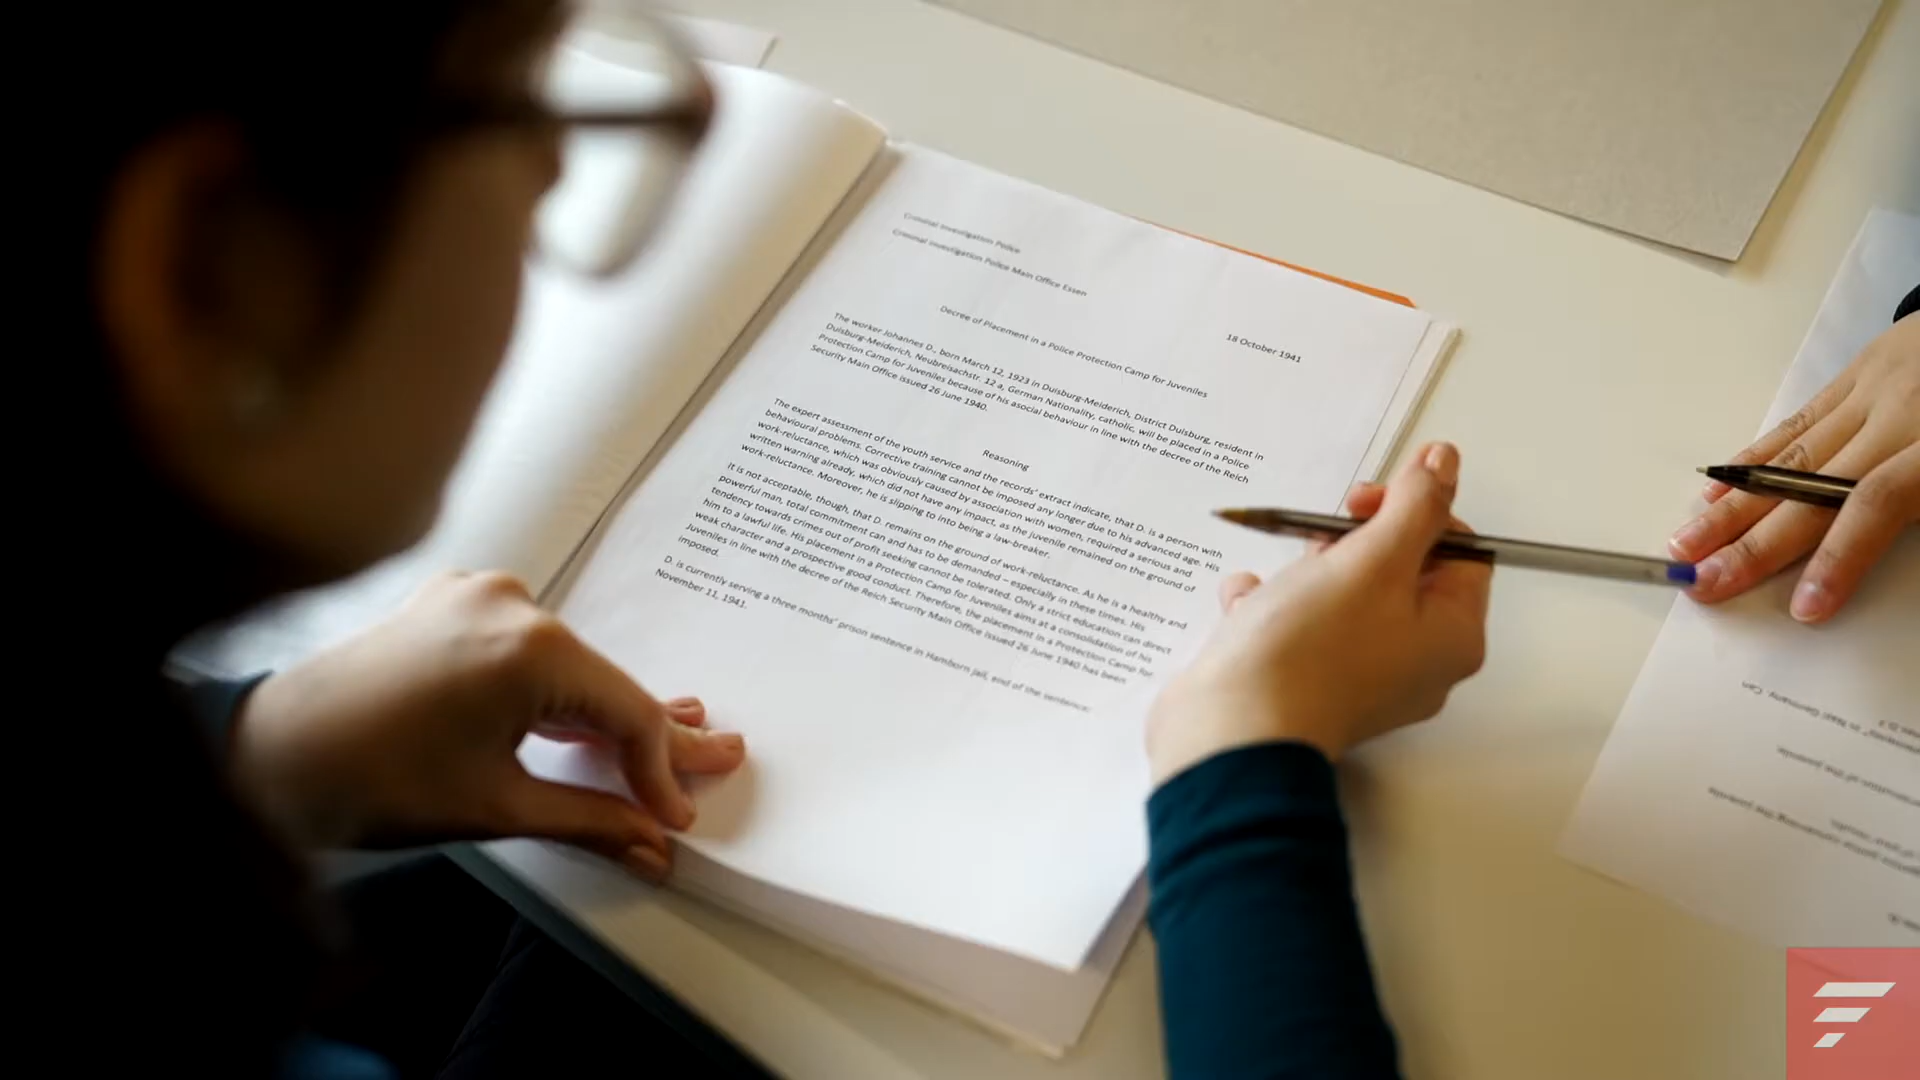 Criminal Investigation Police
Criminal Investigation Police Main Office Essen
18 October 1941
Decree of Placement in a Police Protection Camp for Juveniles
The worker Johannes D., born March 12, 1923 in Duisburg-Meiderich, District Duisburg, resident in
Duisburg-Meiderich, Neubreisachstr. 12 a, German Nationality, catholic, will be placed in a Police
Protection Camp for Juveniles because of his asocial behaviour in line with the decree of the Reich
Security Main Office issued 26 June 1940.
Reasoning
The expert assessment of the youth service and the records' extract indicate, that D. is a person with
behavioural problems. Corrective training cannot be imposed any longer due to his advanced age. His
work-reluctance, which was obviously caused by association with women, required a serious and
written warning already, which did not have any impact, as the juvenile remained on the ground of
work-reluctance. Moreover, he is slipping to into being a law-breaker.
It is not acceptable, though, that D. remains on the ground of work-reluctance. As he is a healthy and
powerful man, total commitment can and has to be demanded – especially in these times. His
tendency towards crimes out of profit seeking cannot be tolerated. Only a strict education can direct
him to a lawful life. His placement in a Protection Camp for Juveniles aims at a consolidation of his
weak character and a prospective good conduct. Therefore, the placement in a Protection Camp for
Juveniles in line with the decree of the Reich Security Main Office issued 26 June 1940 has been
imposed.
D. is currently serving a three months' prison sentence in Hamborn jail, end of the sentence:
November 11, 1941.
in Nazi Germany. Can
of the juvenile
concerning the juvenile